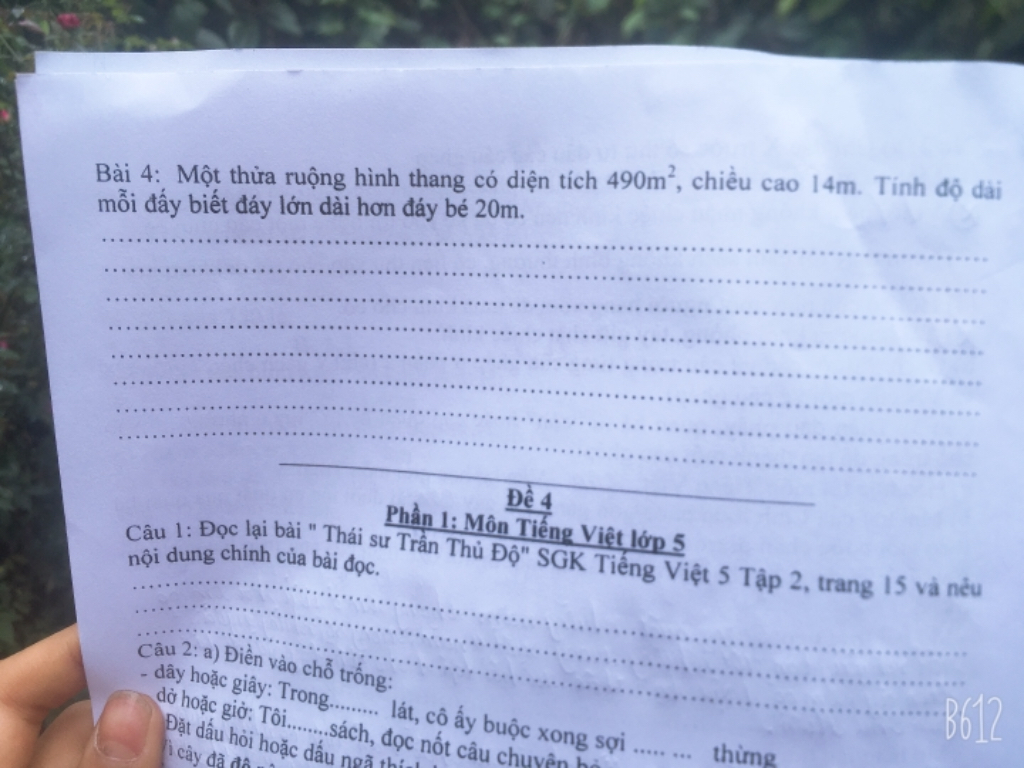 Bài 4: Một thửa ruộng hình thang có diện tích 490m², chiều cao 14m. Tính độ dài
mỗi đấy biết đáy lớn dài hơn đáy bé 20m.
Đề 4
Phần 1: Môn Tiếng Việt lớp 5
Câu 1: Đọc lại bài " Thái sư Trần Thủ Độ" SGK Tiếng Việt 5 Tập 2, trang 15 và nêu
nội dung chính của bài đọc.
Câu 2: a) Điền vào chỗ trống:
- dây hoặc giây: Trong......... lát, cô ấy buộc xong sợi ..... ... thừng
dở hoặc giở: Tôi........sách, đọc nốt câu chuyện
Đặt dấu hỏi hoặc dấu ngã
cây đã
B612